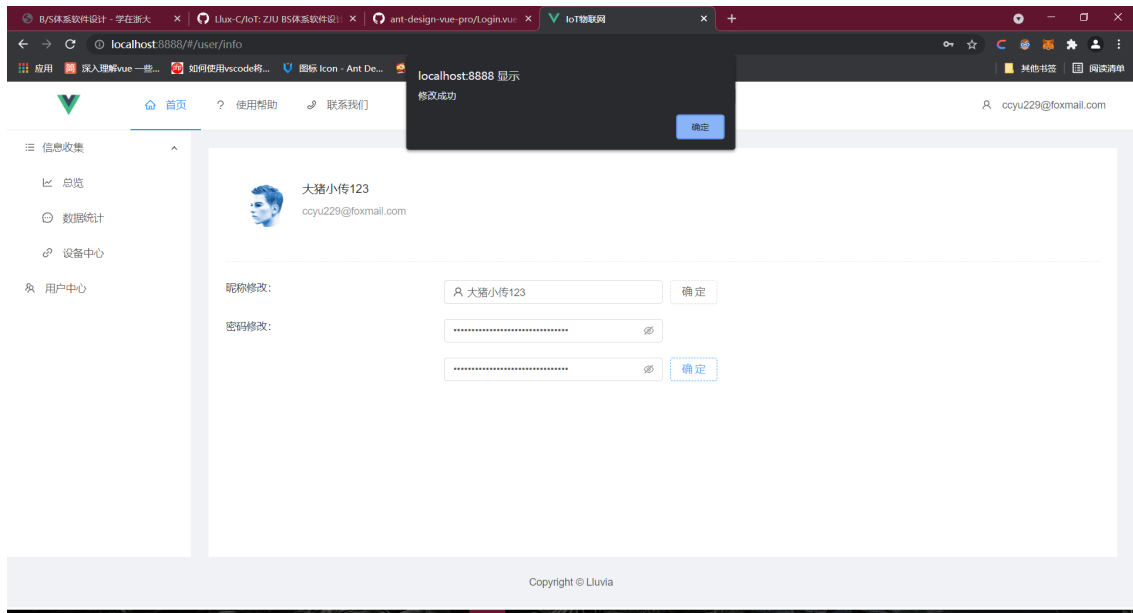 B/S体系软件设计 - 学在浙大
Llux-C/IoT: ZJU BS体系软件设
ant-design-vue-pro/Login.vue
IoT物联网
localhost:8888/#/user/info
应用
深入理解vue 一些...
如何使用vscode将...
图标 Icon - Ant De...
其他书签
阅读清单
localhost:8888 显示
修改成功
确定
首页
使用帮助
联系我们
ccyu229@foxmail.com
信息收集
总览
数据统计
设备中心
用户中心
大猪小传123
ccyu229@foxmail.com
昵称修改:
大猪小传123
确定
密码修改:
确定
Copyright © Lluvia